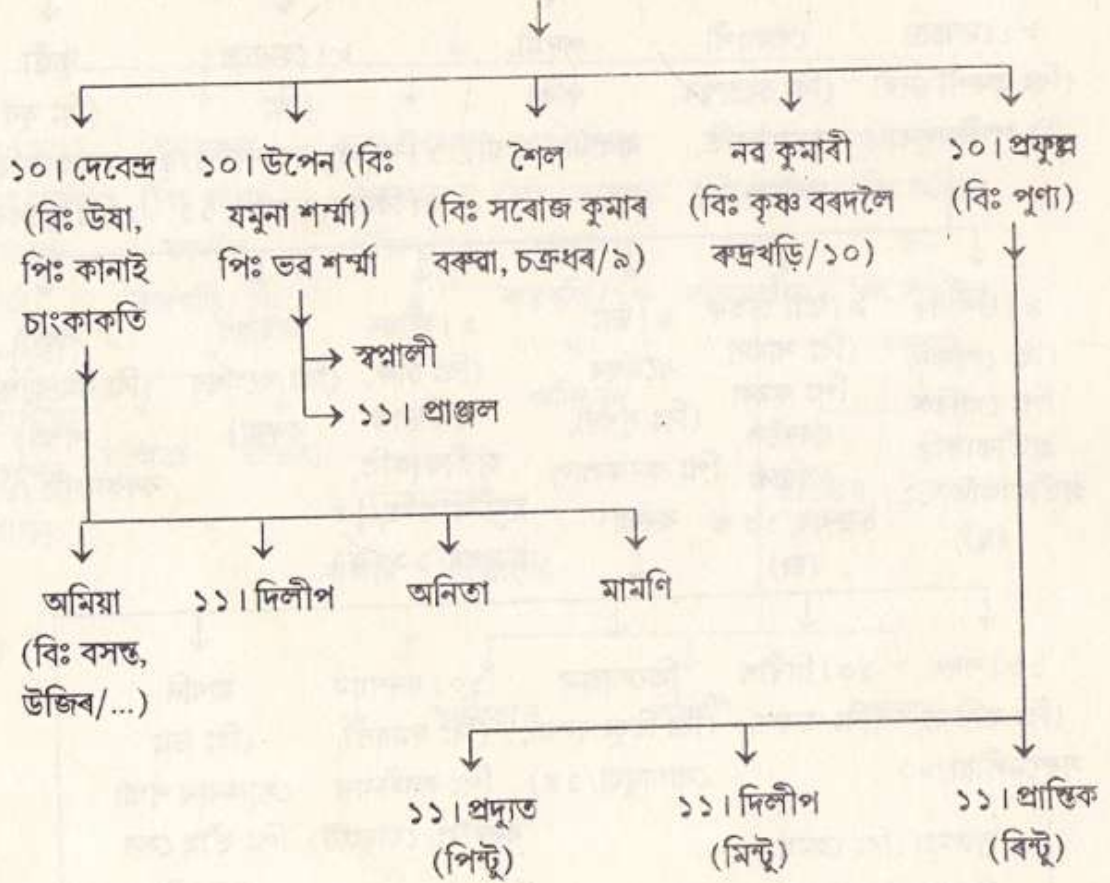 ১০। দেবেন্দ্ৰ
(বিঃ উষা,
পিঃ কানাই
চাংকাকতি
১০। উপেন (বিঃ
যমুনা শৰ্ম্মা)
পিঃ ভৱ শৰ্ম্মা
শৈল
(বিঃ সৰোজ কুমাৰ
বৰুৱা, চক্ৰধৰ/৯)
নৱ কুমাৰী
(বিঃ কৃষ্ণ বৰদলৈ
ৰুদ্ৰখড়ি/১০)
১০। প্ৰফুল্ল
(বিঃ পুণ্য)
স্বপ্নালী
১১। প্ৰাঞ্জল
অমিয়া
(বিঃ বসন্ত,
উজিৰ/...)
১১। দিলীপ
অনিতা
মামণি
১১। প্ৰদ্যুত
(পিন্টু)
১১। দিলীপ
(মিন্টু)
১১। প্ৰান্তিক
(ৰিন্টু)